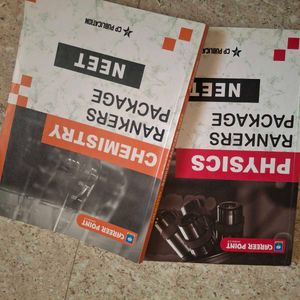 CP PUBLICATION
NEET
RANKERS
PACKAGE
CHEMISTRY
CAREER POINT
CP PUBLICATION
NEET
RANKERS
PACKAGE
PHYSICS
CAREER POINT